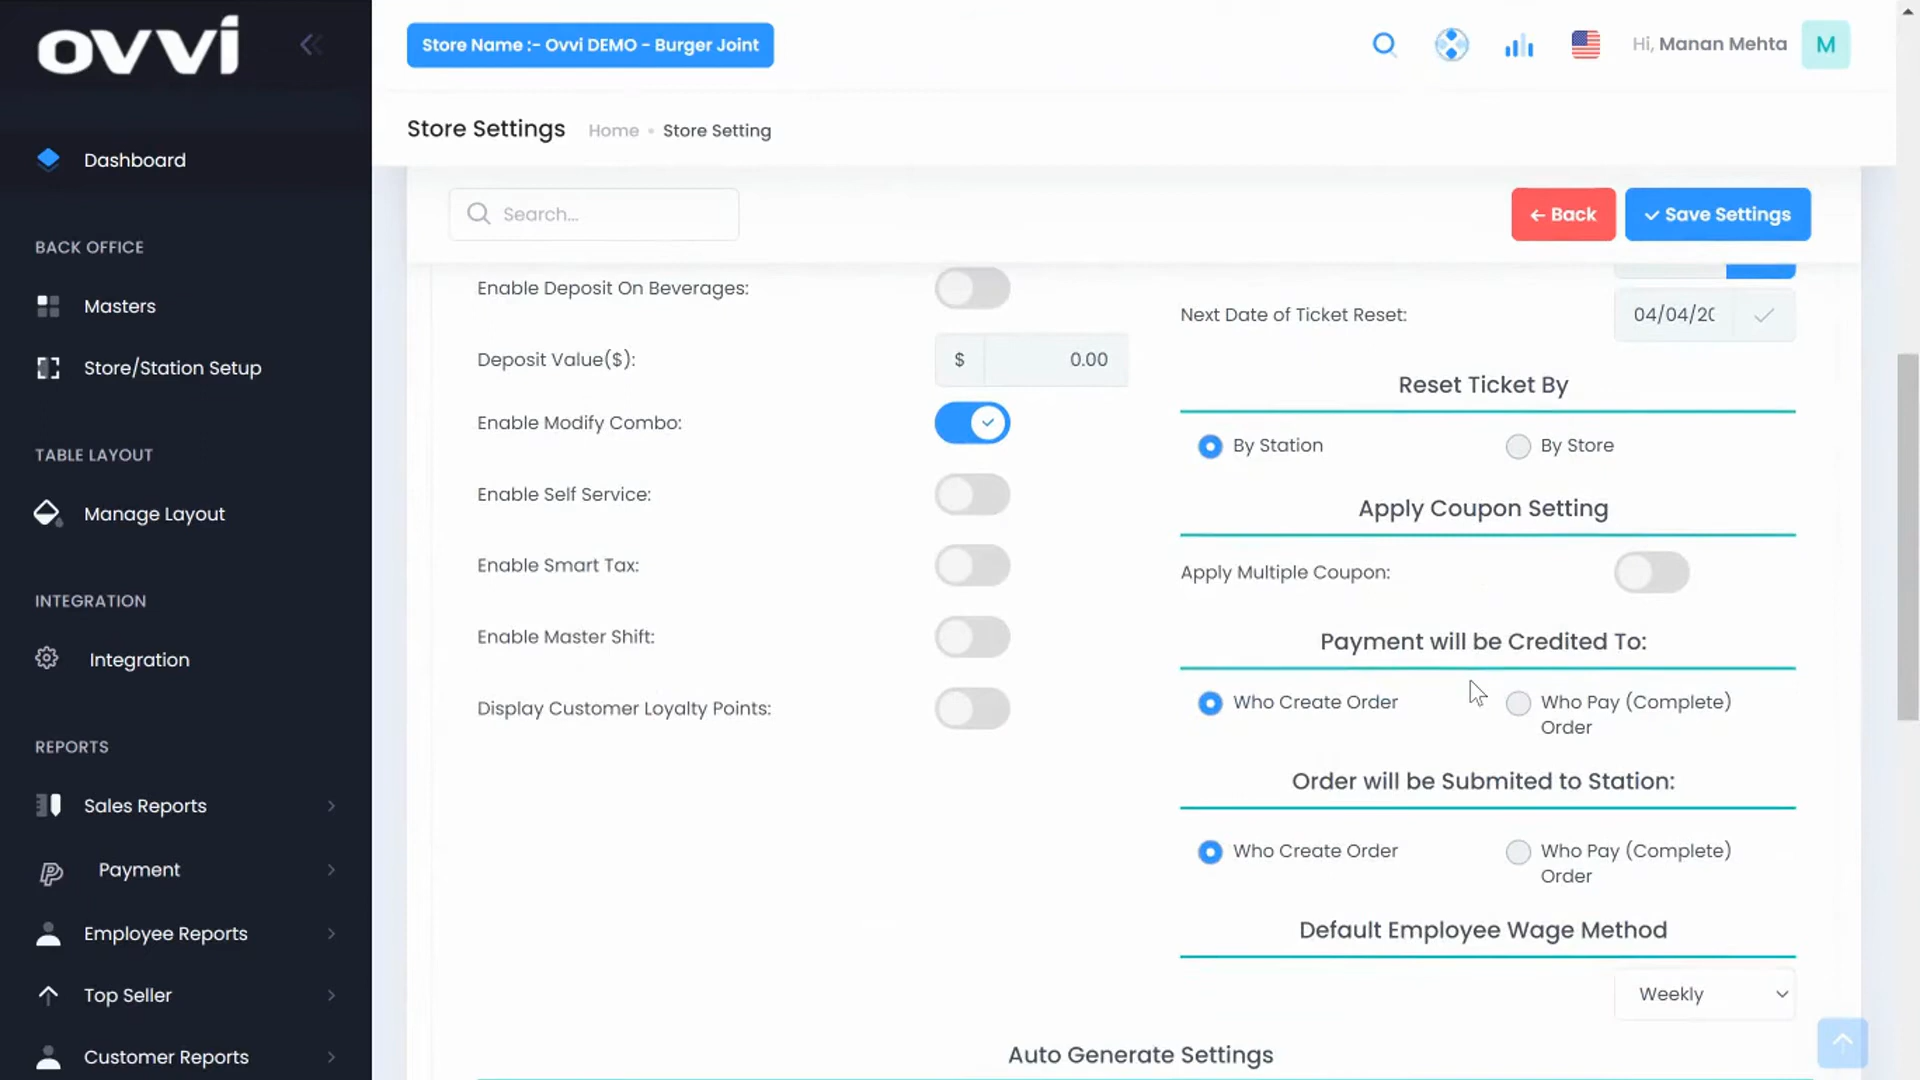 ovvi
Store Name :- Ovvi DEMO - Burger Joint
Hi, Manan Mehta
M
Store Settings
Home • Store Setting
Search...
← Back
Save Settings
Dashboard
BACK OFFICE
Masters
Store/Station Setup
TABLE LAYOUT
Manage Layout
INTEGRATION
Integration
REPORTS
Sales Reports
Payment
Employee Reports
Top Seller
Customer Reports
Enable Deposit On Beverages:
Deposit Value($):
$ 0.00
Enable Modify Combo:
Enable Self Service:
Enable Smart Tax:
Enable Master Shift:
Display Customer Loyalty Points:
Next Date of Ticket Reset:
04/04/20
Reset Ticket By
By Station
By Store
Apply Coupon Setting
Apply Multiple Coupon:
Payment will be Credited To:
Who Create Order
Who Pay (Complete)
Order
Order will be Submited to Station:
Who Create Order
Who Pay (Complete)
Order
Default Employee Wage Method
Weekly
Auto Generate Settings